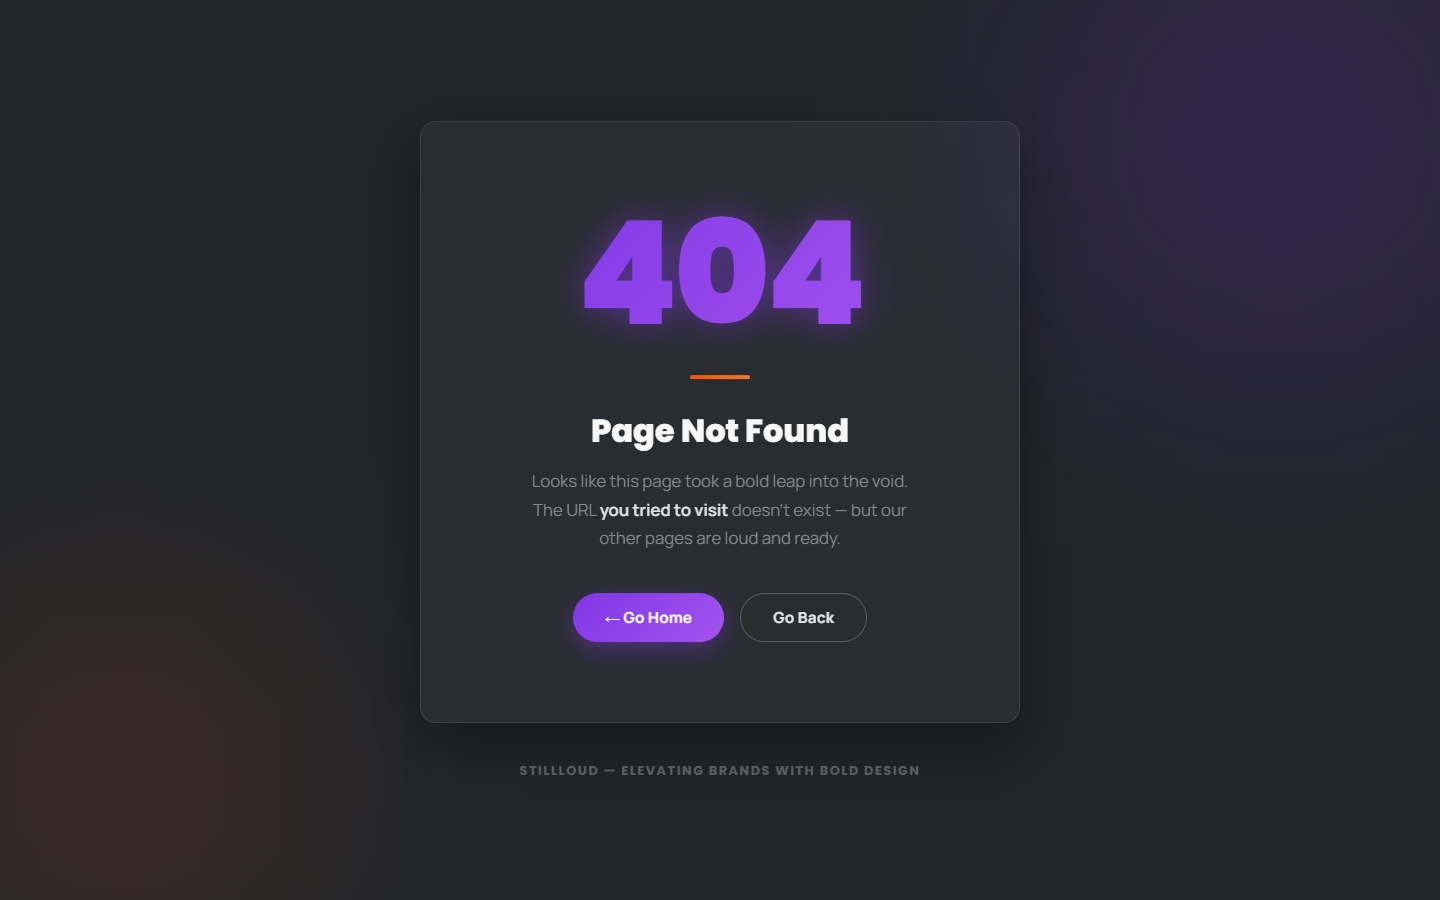 404
Page Not Found
Looks like this page took a bold leap into the void.
The URL you tried to visit doesn't exist — but our
other pages are loud and ready.
← Go Home
Go Back
STILLLOUD — ELEVATING BRANDS WITH BOLD DESIGN